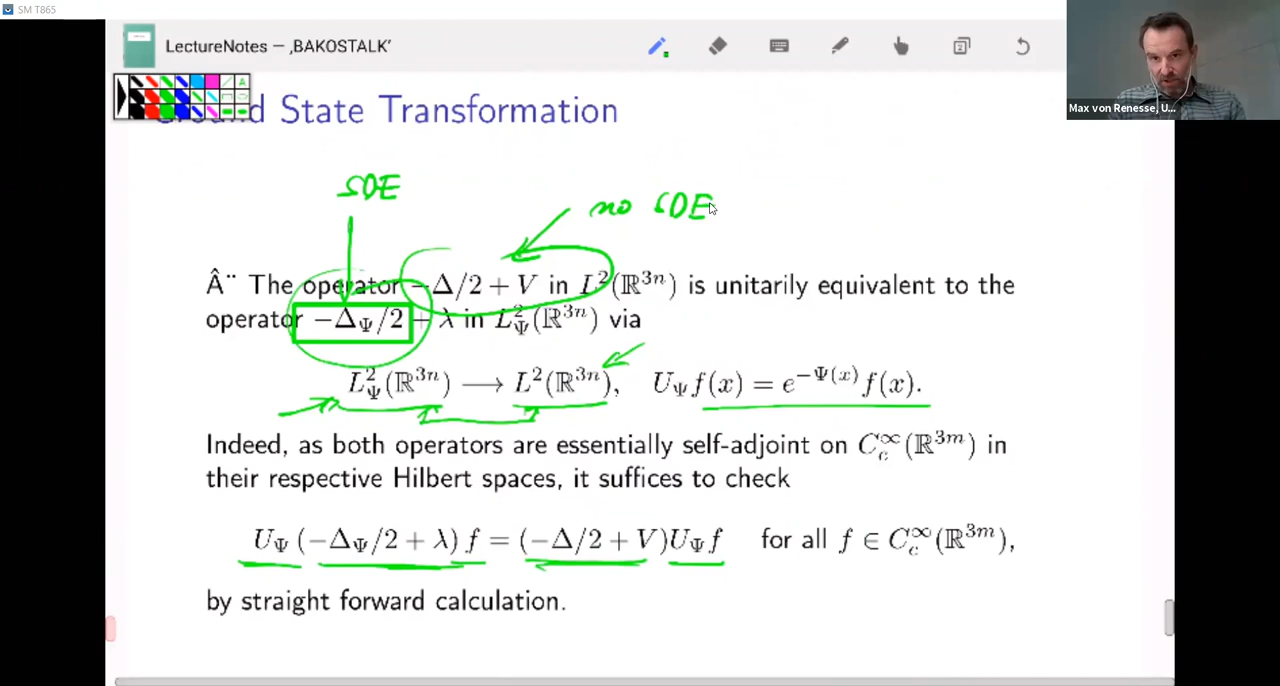 SM T865
LectureNotes – ‚BAKOSTALK'
Max von Renesse, U...
Ground State Transformation
SDE
no SDE
Â¨ The operator −Δ/2 + V in L²(ℝ³ⁿ) is unitarily equivalent to the
operator −Δ_Ψ/2 + λ in L²_Ψ(ℝ³ⁿ) via
L²_Ψ(ℝ³ⁿ) ⟶ L²(ℝ³ⁿ), U_Ψ f(x) = e^{−Ψ(x)} f(x).
Indeed, as both operators are essentially self-adjoint on C_c^∞(ℝ³ᵐ) in
their respective Hilbert spaces, it suffices to check
U_Ψ (−Δ_Ψ/2 + λ) f = (−Δ/2 + V)U_Ψ f for all f ∈ C_c^∞(ℝ³ᵐ),
by straight forward calculation.